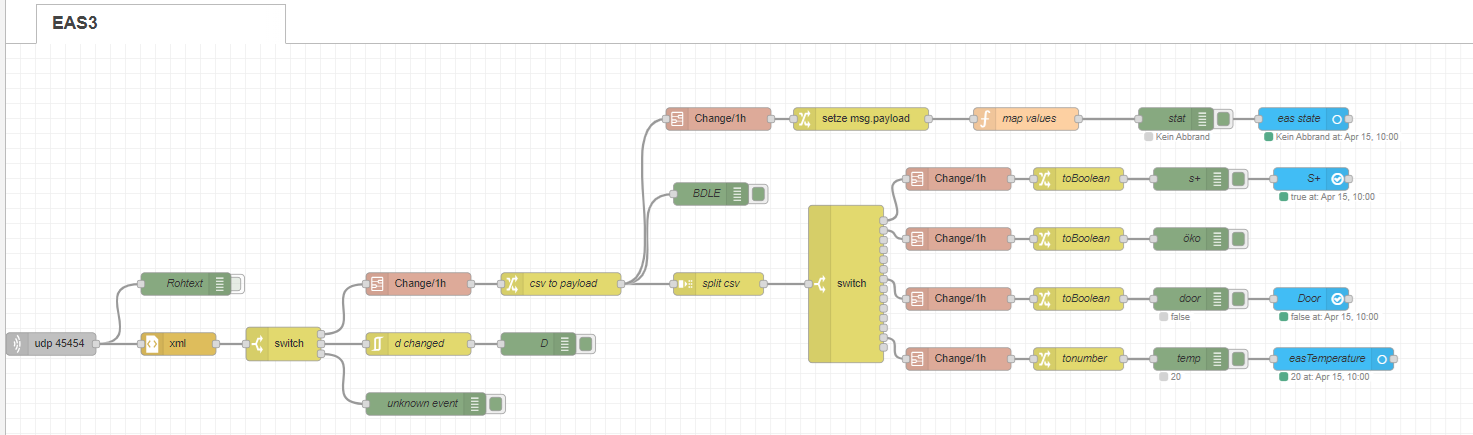 EAS3
Change/1h
setze msg.payload
map values
stat
eas state
Kein Abbrand
Kein Abbrand at: Apr 15, 10:00
Change/1h
toBoolean
s+
S+
true at: Apr 15, 10:00
BDLE
Change/1h
toBoolean
öko
Rohtext
Change/1h
csv to payload
split csv
switch
Change/1h
toBoolean
door
Door
false
false at: Apr 15, 10:00
udp 45454
xml
switch
d changed
D
Change/1h
tonumber
temp
easTemperature
20
20 at: Apr 15, 10:00
unknown event